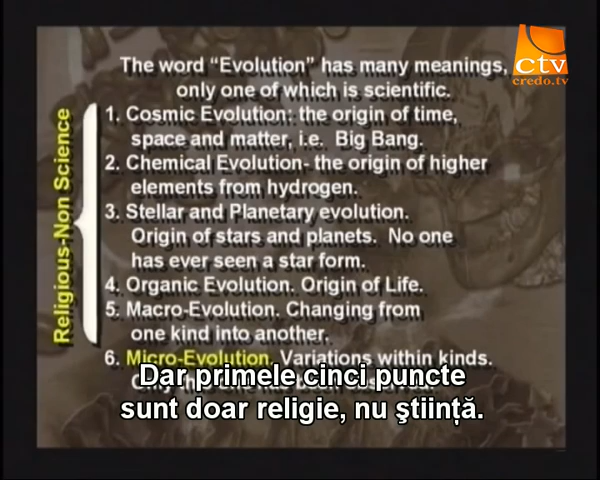 ctv
credo.tv
The word “Evolution” has many meanings,
only one of which is scientific.
Religious-Non Science
1. Cosmic Evolution: the origin of time,
space and matter, i.e. Big Bang.
2. Chemical Evolution- the origin of higher
elements from hydrogen.
3. Stellar and Planetary evolution.
Origin of stars and planets. No one
has ever seen a star form.
4. Organic Evolution. Origin of Life.
5. Macro-Evolution. Changing from
one kind into another.
6. Micro-Evolution. Variations within kinds.
Dar primele cinci puncte
sunt doar religie, nu ştiinţă.